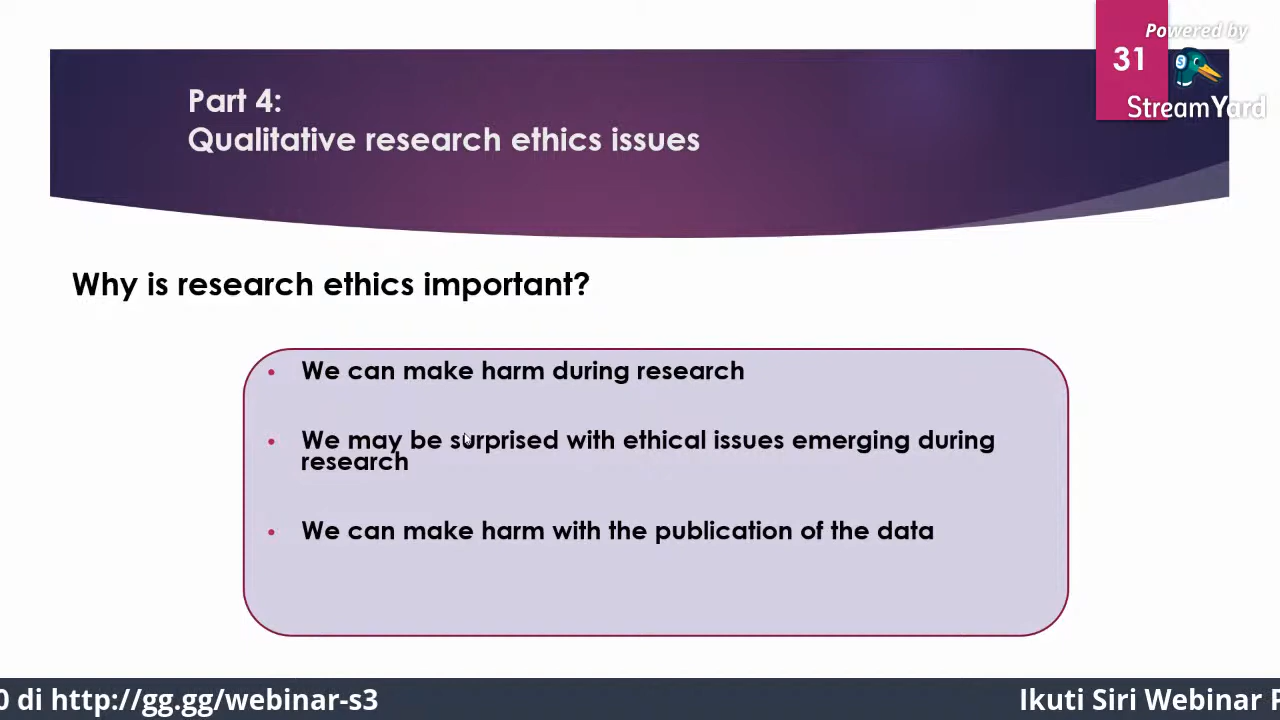 Powered by
31
StreamYard
Part 4:
Qualitative research ethics issues
Why is research ethics important?
• We can make harm during research
• We may be surprised with ethical issues emerging during
research
• We can make harm with the publication of the data
0 di http://gg.gg/webinar-s3
Ikuti Siri Webinar